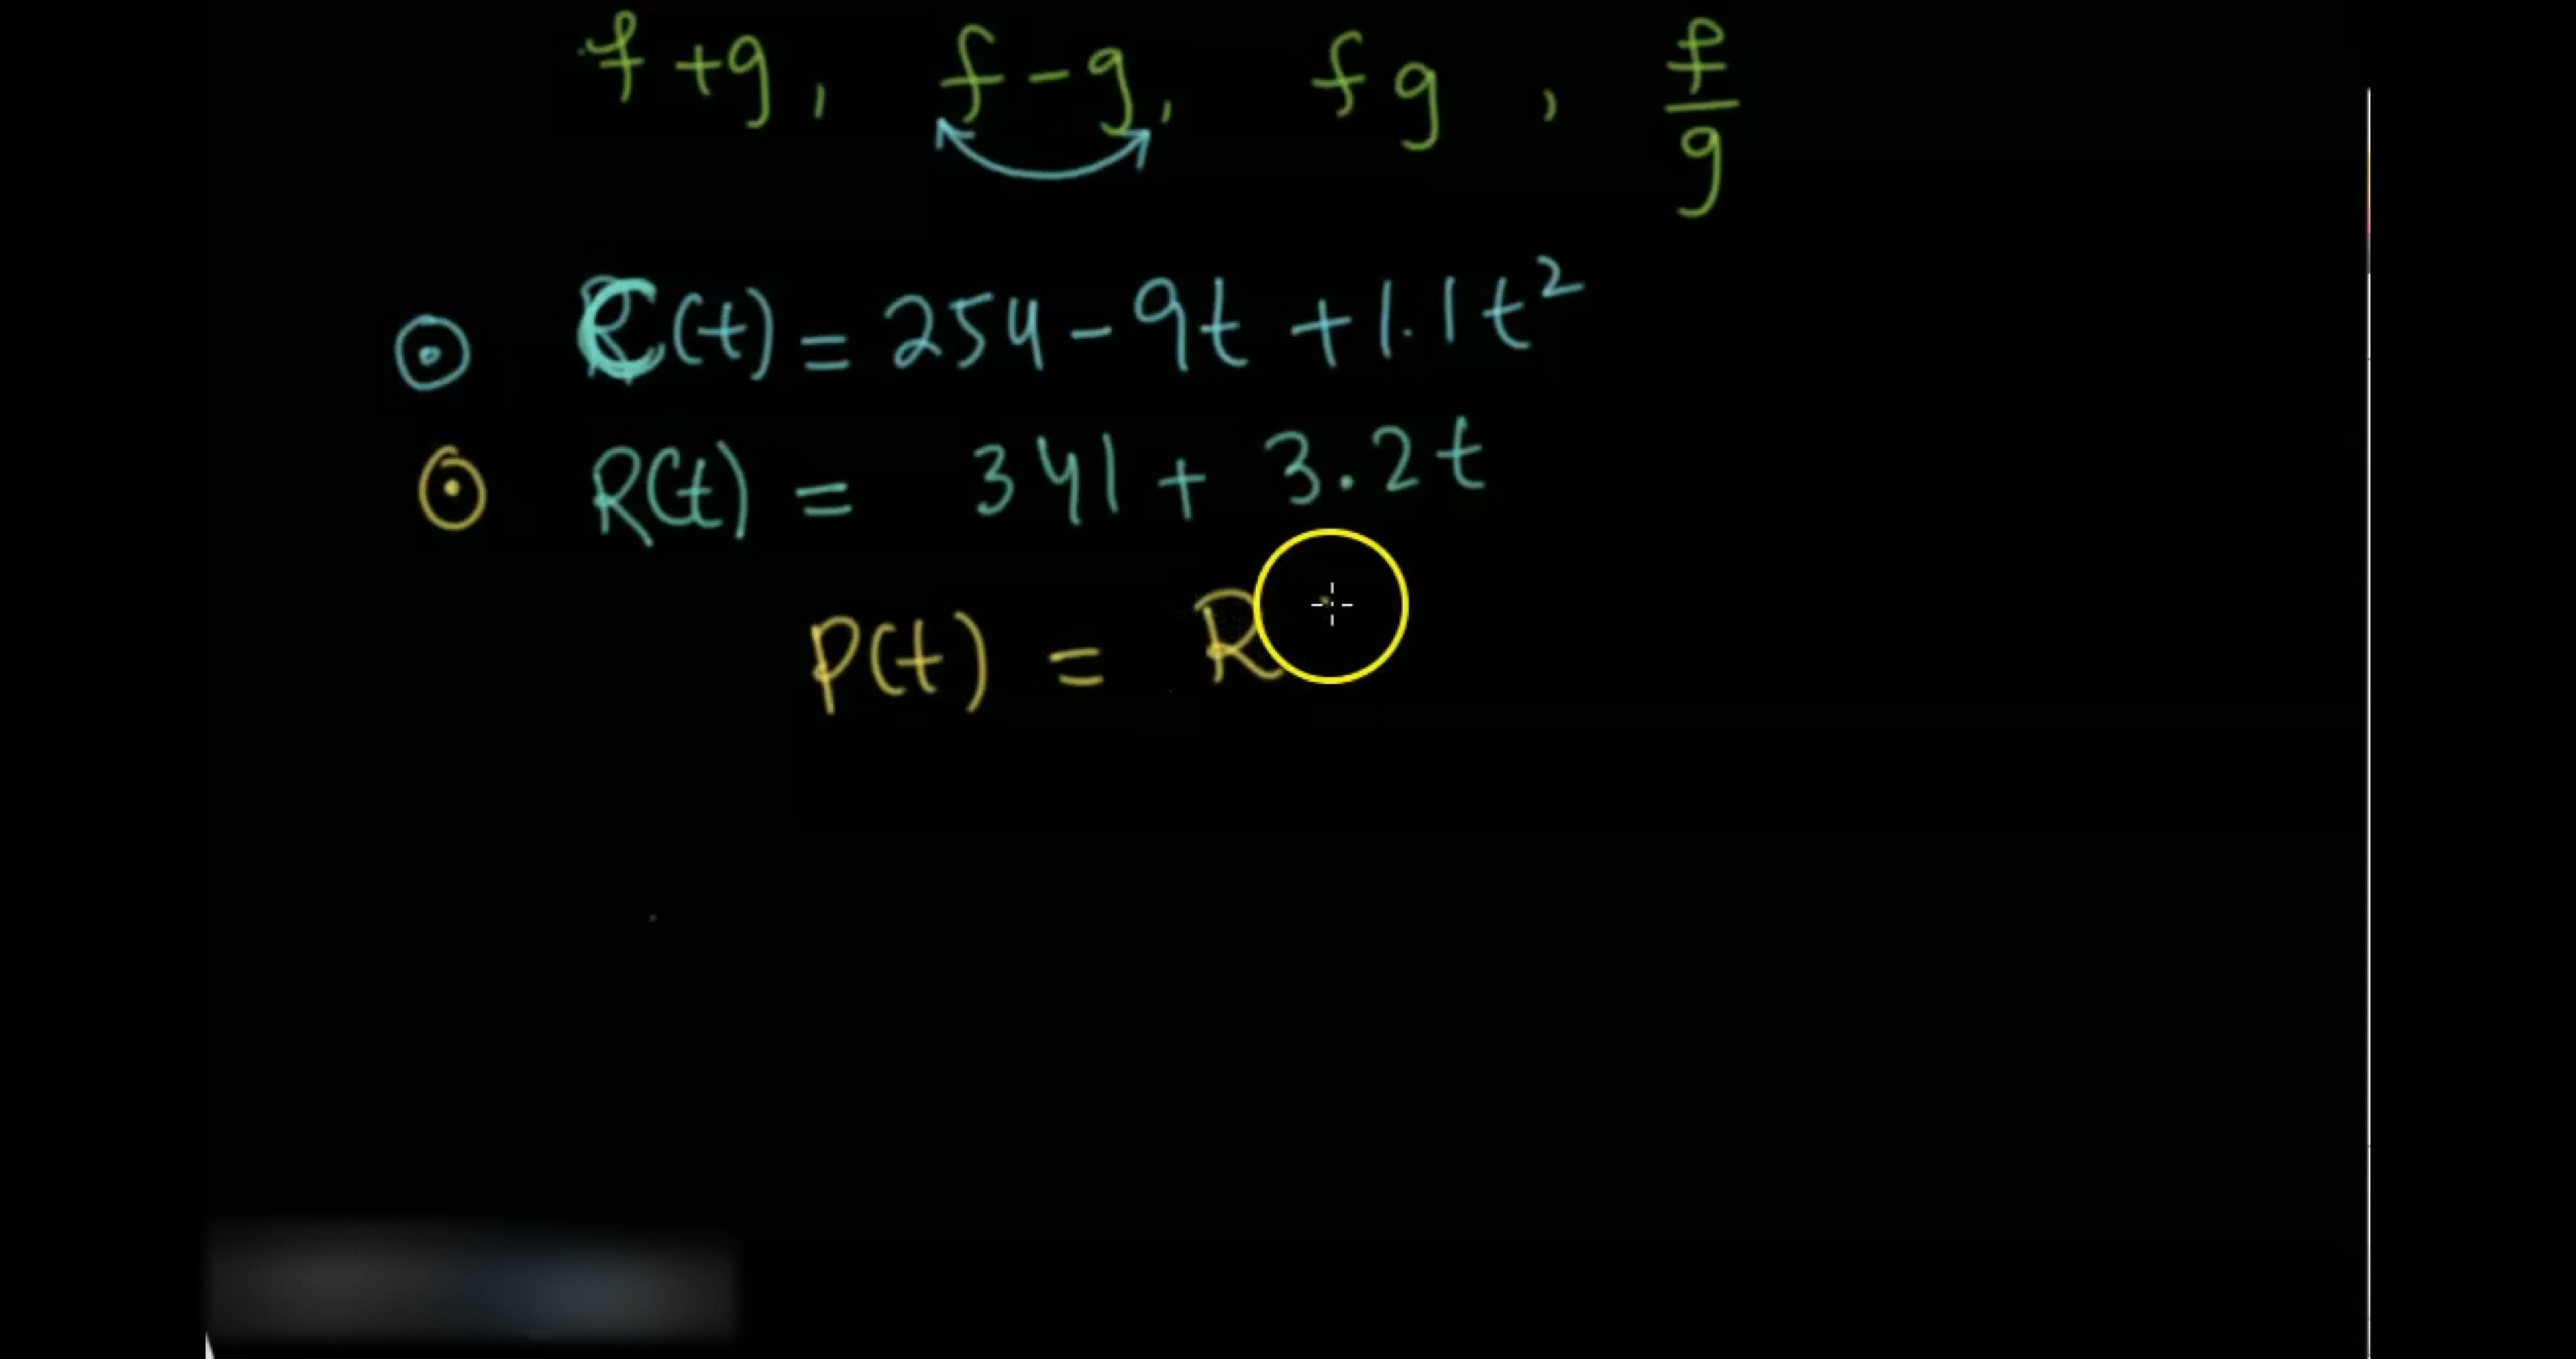 f+g, f-g, fg, f/g
C(t) = 254-9t+1.1t²
R(t) = 341+3.2t
P(t) = R